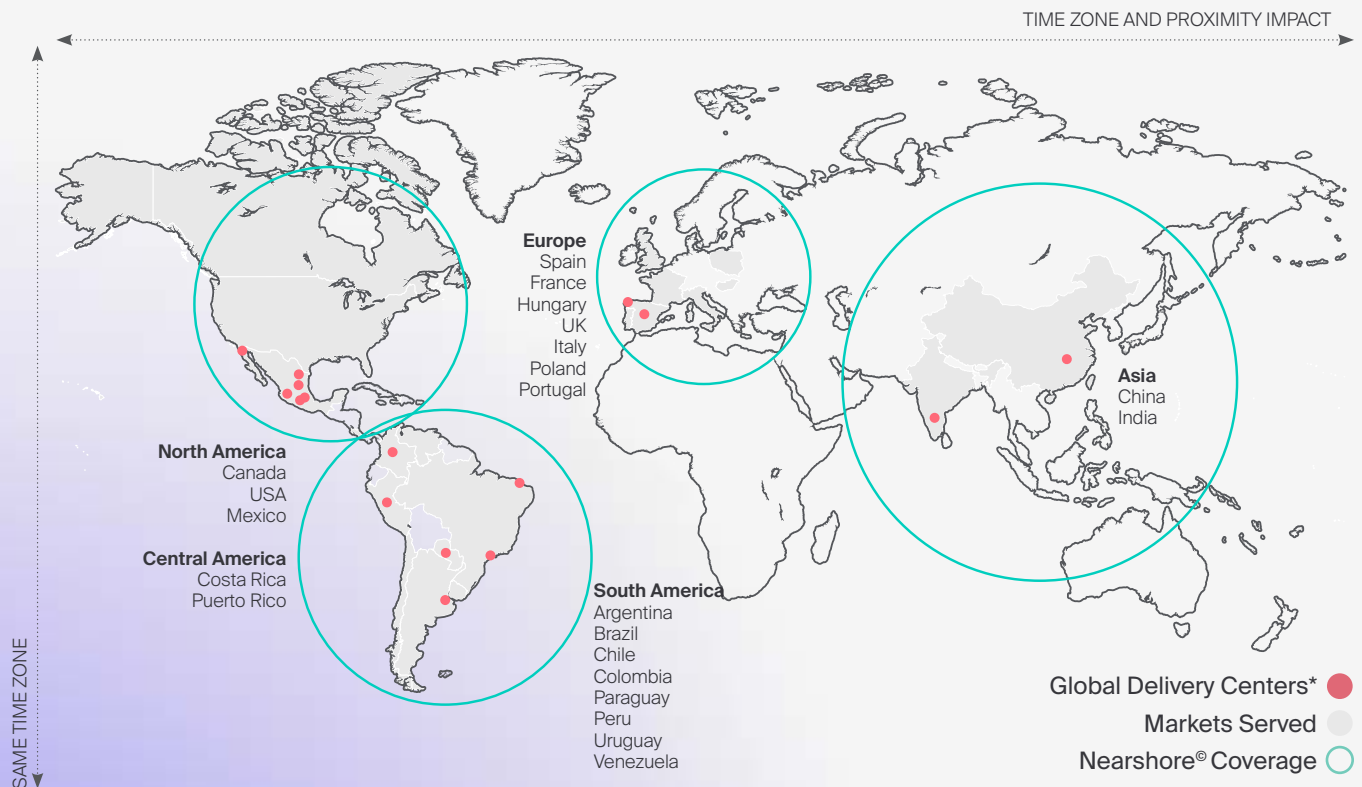 TIME ZONE AND PROXIMITY IMPACT
SAME TIME ZONE
North America
Canada
USA
Mexico
Central America
Costa Rica
Puerto Rico
South America
Argentina
Brazil
Chile
Colombia
Paraguay
Peru
Uruguay
Venezuela
Europe
Spain
France
Hungary
UK
Italy
Poland
Portugal
Asia
China
India
Global Delivery Centers*
Markets Served
Nearshore© Coverage